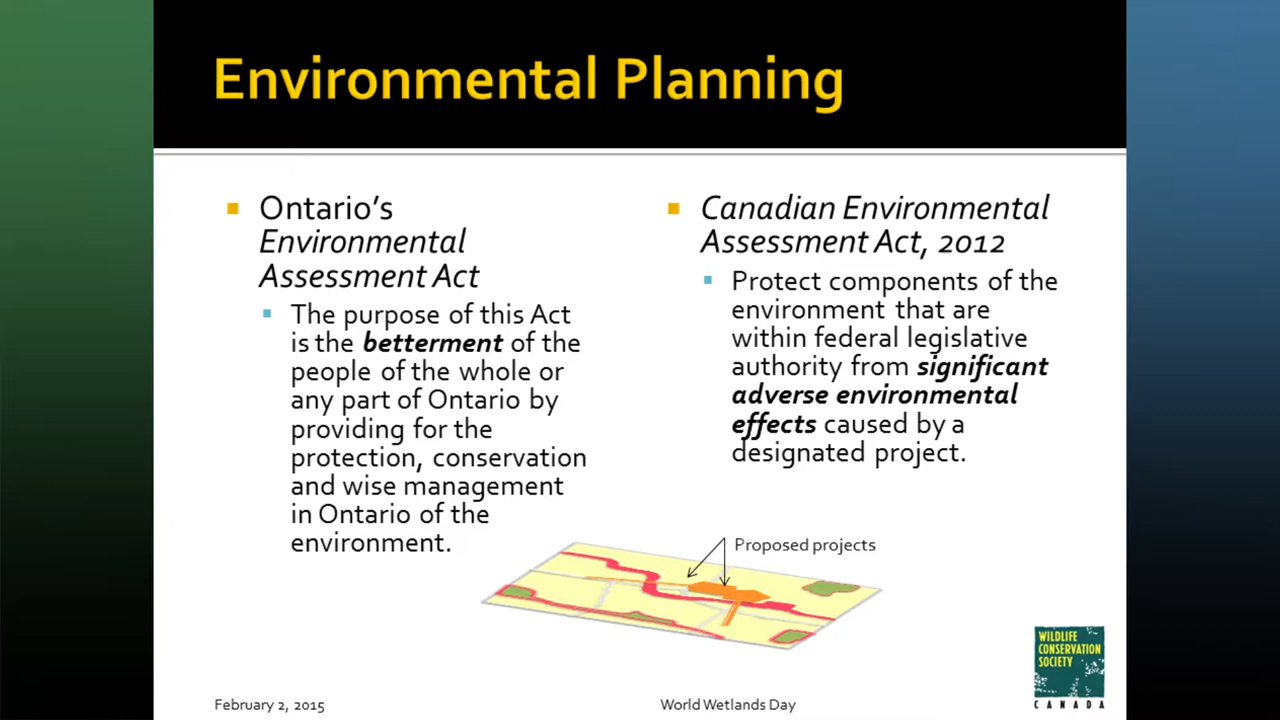 Environmental Planning
Ontario's
Environmental
Assessment Act
The purpose of this Act
is the betterment of the
people of the whole or
any part of Ontario by
providing for the
protection, conservation
and wise management
in Ontario of the
environment.
Canadian Environmental
Assessment Act, 2012
Protect components of the
environment that are
within federal legislative
authority from significant
adverse environmental
effects caused by a
designated project.
Proposed projects
WILDLIFE
CONSERVATION
SOCIETY
CANADA
February 2, 2015
World Wetlands Day